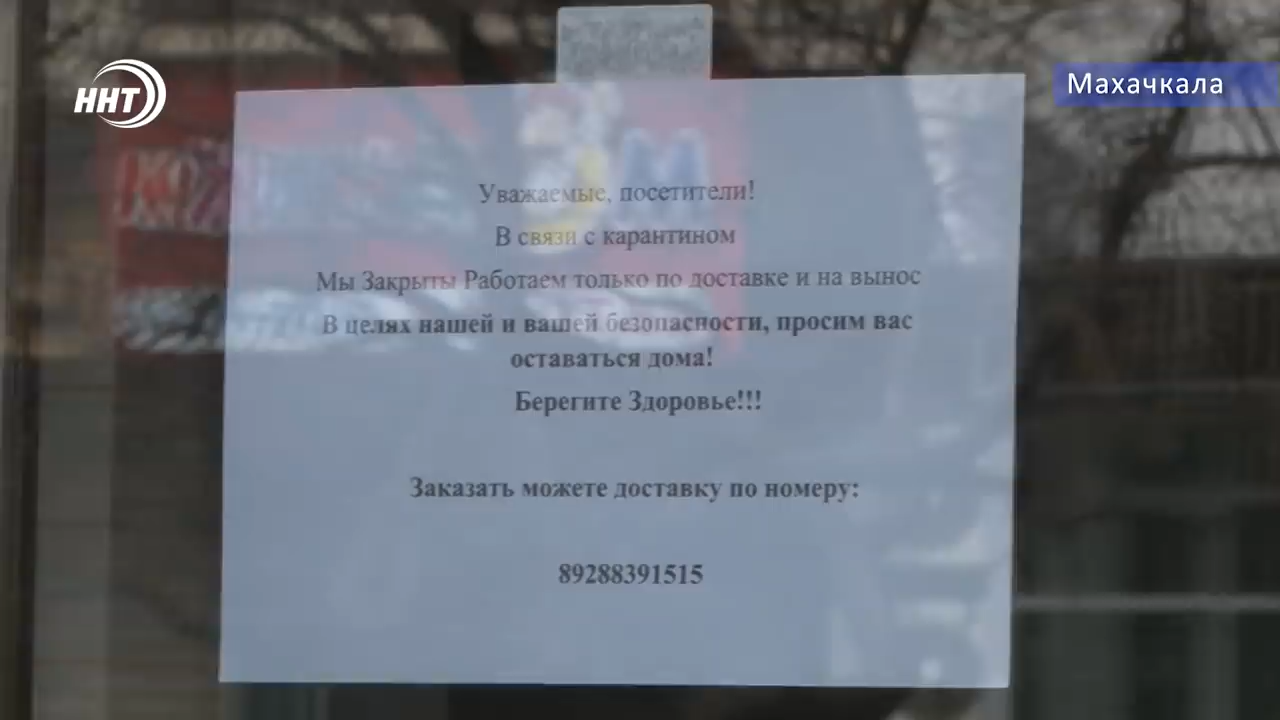 ННТ
Махачкала
Уважаемые, посетители!
В связи с карантином
Мы Закрыты Работаем только по доставке и на вынос
В целях нашей и вашей безопасности, просим вас
оставаться дома!
Берегите Здоровье!!!
Заказать можете доставку по номеру:
89288391515